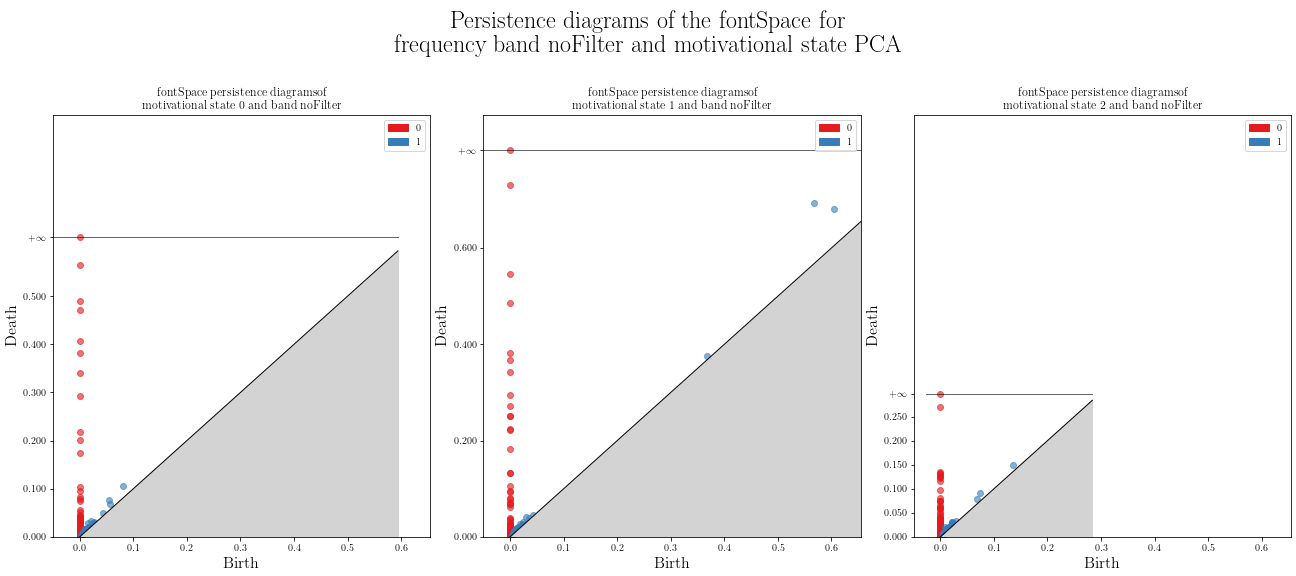 Persistence diagrams of the fontSpace for
frequency band noFilter and motivational state PCA
fontSpace persistence diagramsof
motivational state 0 and band noFilter
0
1
+∞
0.500
0.400
0.300
0.200
0.100
0.000
Death
0.0 0.1 0.2 0.3 0.4 0.5 0.6
Birth
fontSpace persistence diagramsof
motivational state 1 and band noFilter
0
1
+∞
0.600
0.400
0.200
0.000
Death
0.0 0.1 0.2 0.3 0.4 0.5 0.6
Birth
fontSpace persistence diagramsof
motivational state 2 and band noFilter
0
1
+∞
0.250
0.200
0.150
0.100
0.050
0.000
Death
0.0 0.1 0.2 0.3 0.4 0.5 0.6
Birth